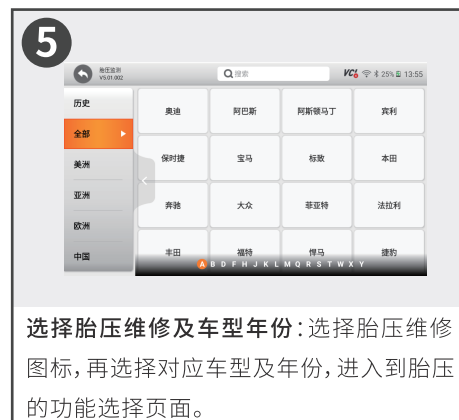 5
胎压监测
V5.01.002
搜索
VCI 25% 13:55
历史
全部
美洲
亚洲
欧洲
中国
奥迪 阿巴斯 阿斯顿马丁 宾利
保时捷 宝马 标致 本田
奔驰 大众 菲亚特 法拉利
丰田 福特 悍马 捷豹
A B D F H J K L M Q R S T W X Y
选择胎压维修及车型年份:选择胎压维修
图标,再选择对应车型及年份,进入到胎压
的功能选择页面。